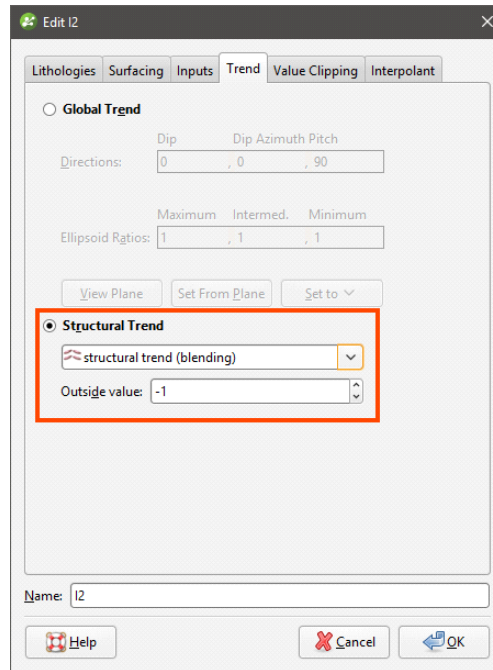 Edit I2
Lithologies Surfacing Inputs Trend Value Clipping Interpolant
Global Trend
Dip Dip Azimuth Pitch
Directions: 0 , 0 , 90
Maximum Intermed. Minimum
Ellipsoid Ratios: 1 , 1 , 1
View Plane Set From Plane Set to
Structural Trend
structural trend (blending)
Outside value: -1
Name: I2
Help Cancel OK